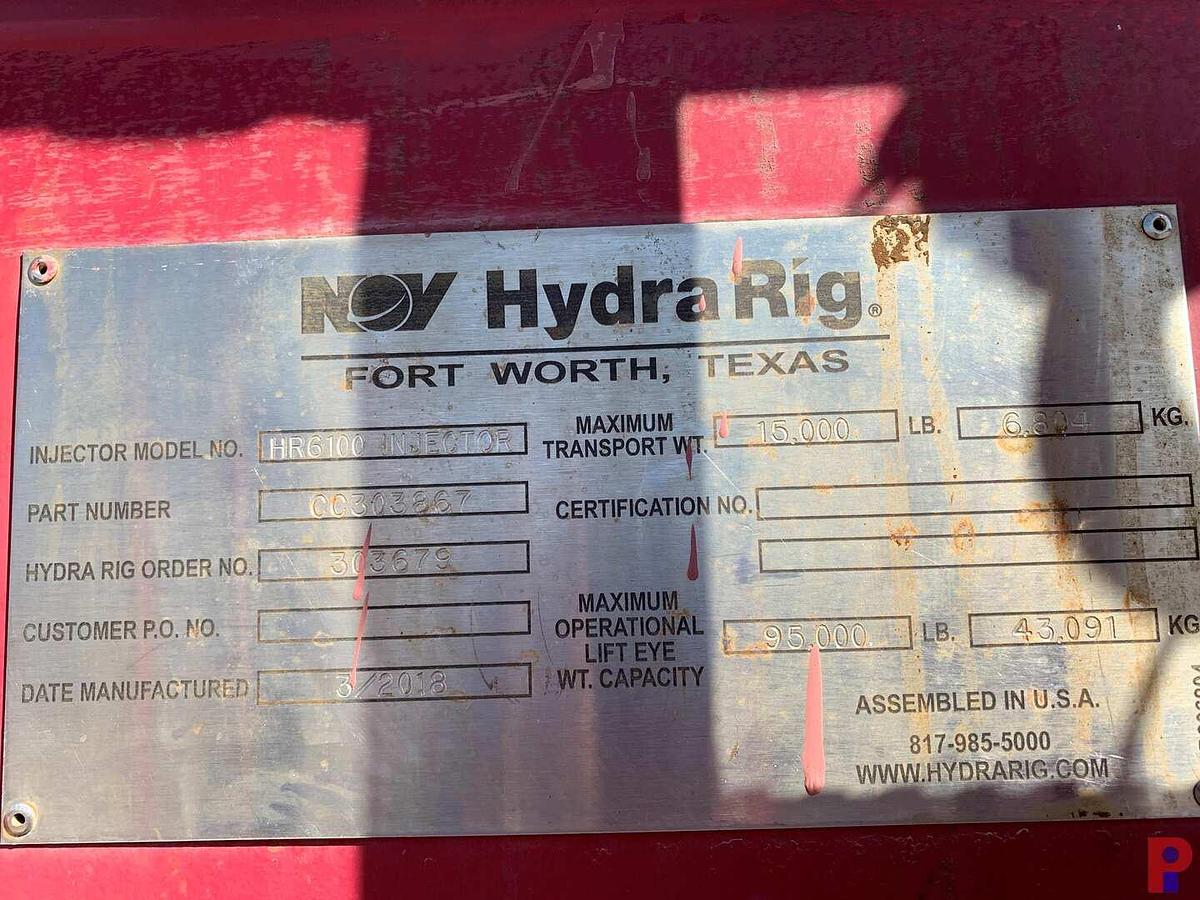 NOV Hydra Rig®
FORT WORTH, TEXAS
INJECTOR MODEL NO. HR6100 INJECTOR
PART NUMBER CC303867
HYDRA RIG ORDER NO. 303679
CUSTOMER P.O. NO.
DATE MANUFACTURED 3/2018
MAXIMUM
TRANSPORT WT. 15,000 LB. 6,804 KG.
CERTIFICATION NO.
MAXIMUM
OPERATIONAL
LIFT EYE
WT. CAPACITY
95,000 LB. 43,091 KG
ASSEMBLED IN U.S.A.
817-985-5000
WWW.HYDRARIG.COM